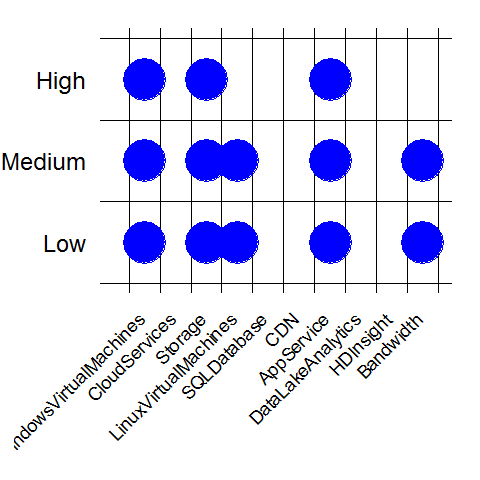 High
Medium
Low
ndowsVirtualMachines
CloudServices
Storage
LinuxVirtualMachines
SQLDatabase
CDN
AppService
DataLakeAnalytics
HDInsight
Bandwidth